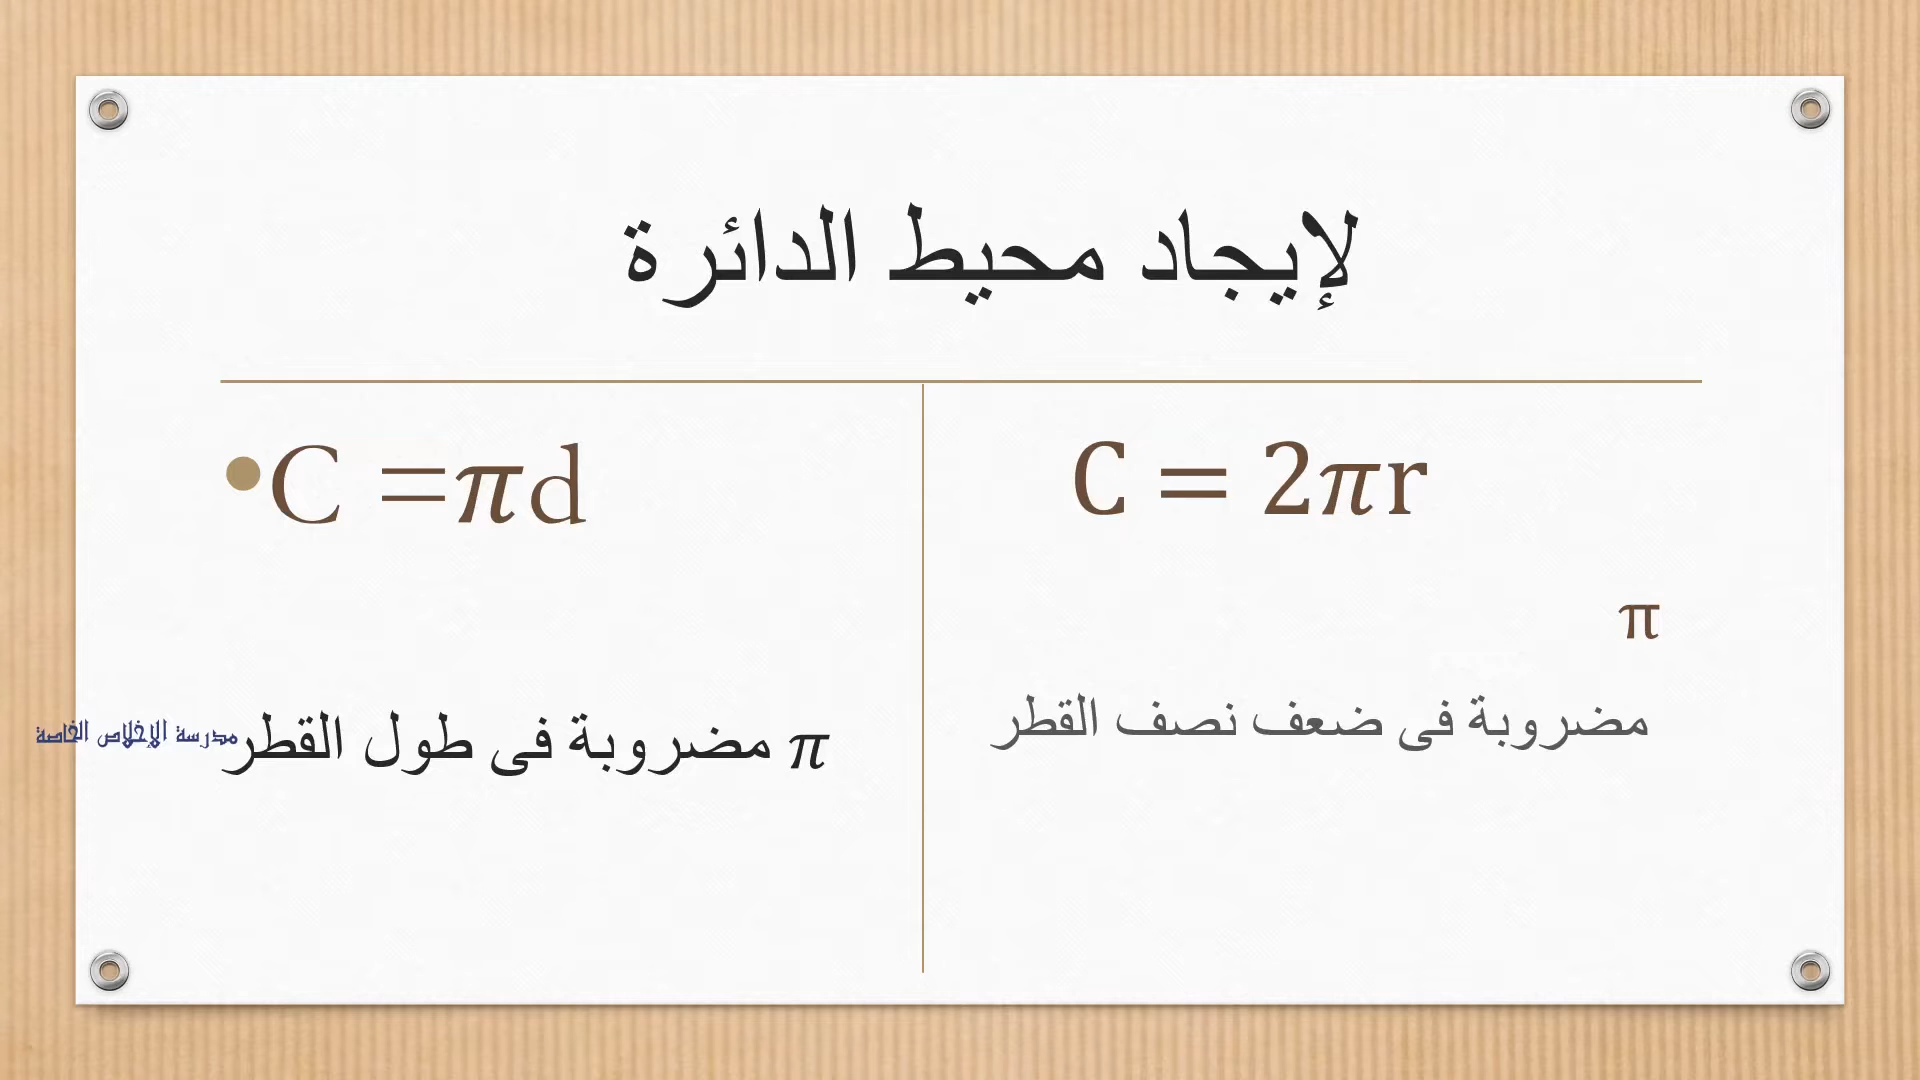 لإيجاد محيط الدائرة
C = 2πr
π
مضروبة فى ضعف نصف القطر
•C =πd
π مضروبة فى طول القطر
مدرسة الإخلاص الخاصة